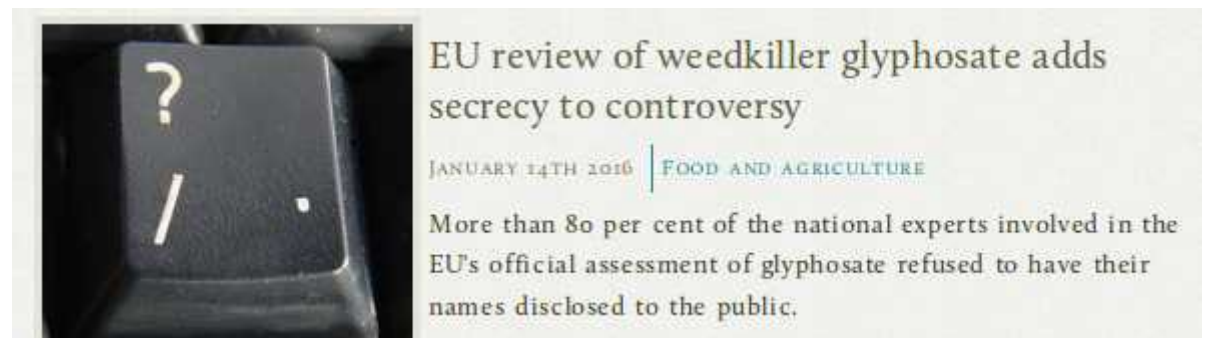 ?
/ .
EU review of weedkiller glyphosate adds
secrecy to controversy
January 14th 2016 | Food and agriculture
More than 80 per cent of the national experts involved in the
EU's official assessment of glyphosate refused to have their
names disclosed to the public.